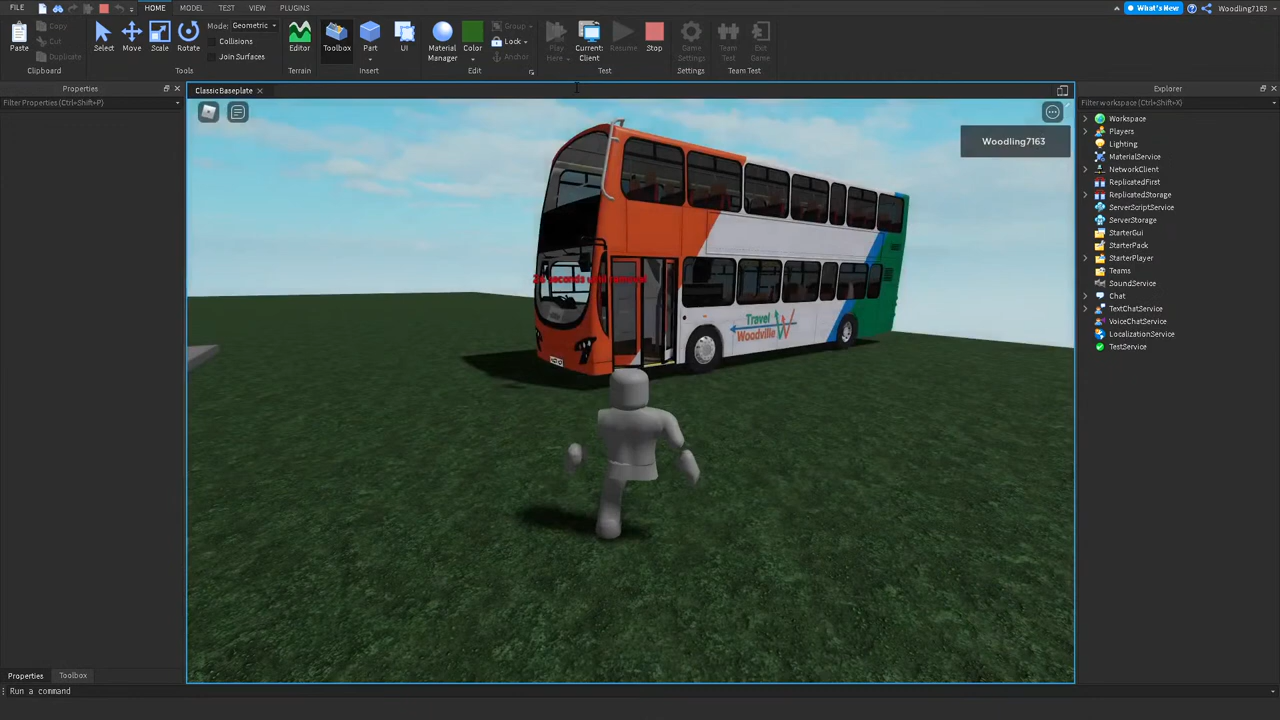 FILE HOME MODEL TEST VIEW PLUGINS What's New Woodling7163
Paste Copy Cut Duplicate Select Move Scale Rotate Mode: Geometric Collisions Join Surfaces Editor Toolbox Part UI Material Manager Color Group Lock Anchor Play Here Current: Client Resume Stop Game Settings Team Test Exit Game
Clipboard Tools Terrain Insert Edit Test Settings Team Test
Properties
Filter Properties (Ctrl+Shift+P)
ClassicBaseplate
Woodling7163
seconds until
Travel
Woodville
Explorer
Filter workspace (Ctrl+Shift+X)
Workspace
Players
Lighting
MaterialService
NetworkClient
ReplicatedFirst
ReplicatedStorage
ServerScriptService
ServerStorage
StarterGui
StarterPack
StarterPlayer
Teams
SoundService
Chat
TextChatService
VoiceChatService
LocalizationService
TestService
Properties Toolbox
Run a command